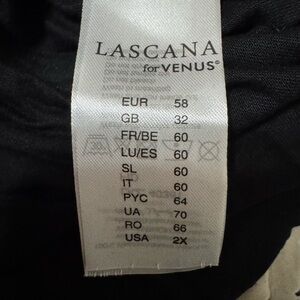 LASCANA
for VENUS®
EUR 58
GB 32
FR/BE 60
LU/ES 60
SL 60
IT 60
PYC 64
UA 70
RO 66
USA 2X